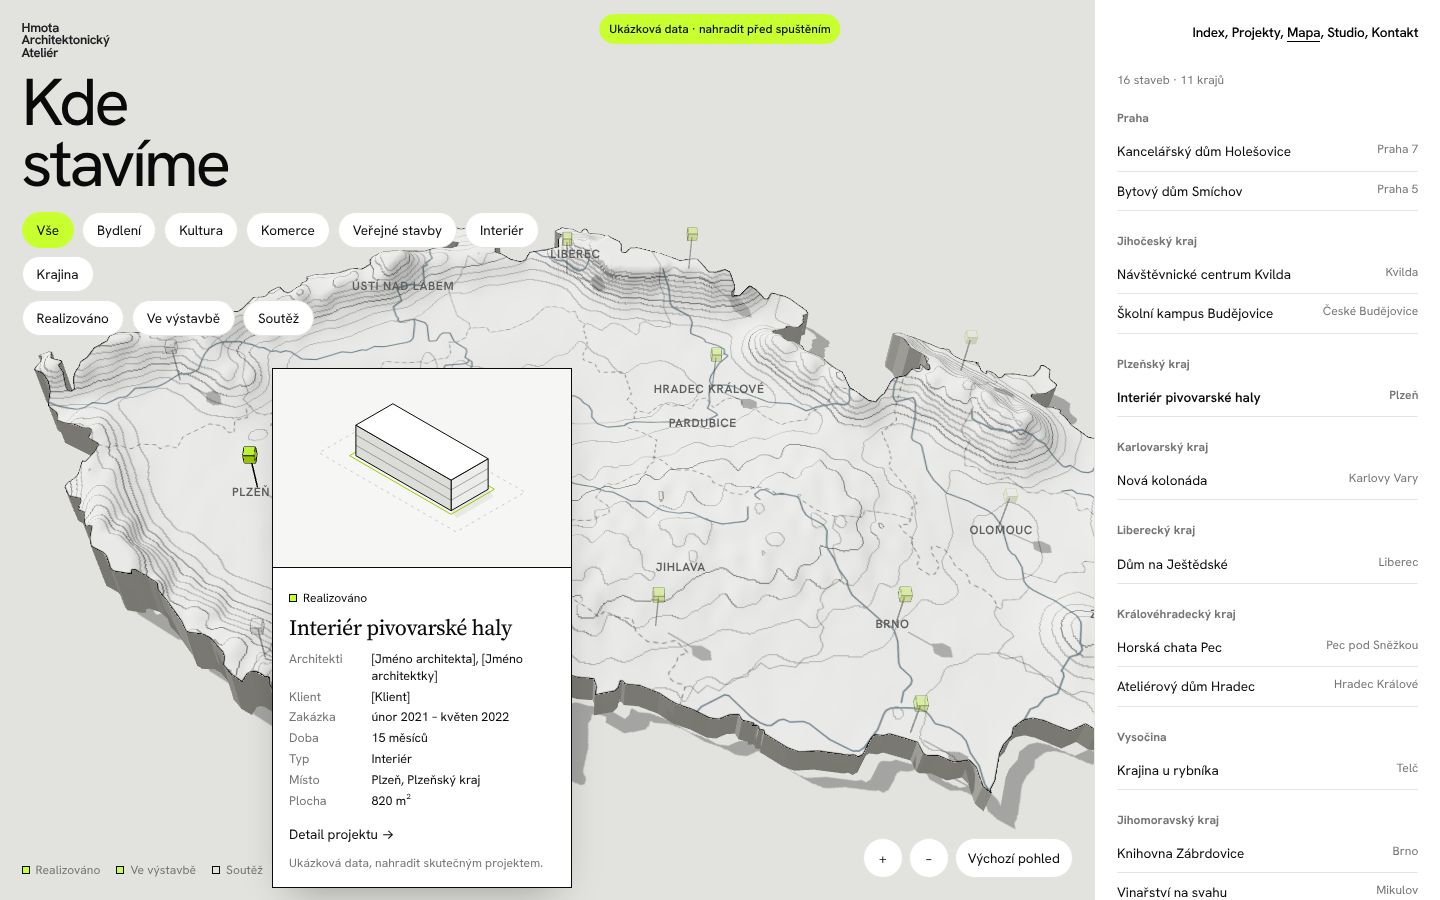 Hmota
Architektonický
Ateliér
Ukázková data · nahradit před spuštěním
Index, Projekty, Mapa, Studio, Kontakt
Kde
stavíme
Vše
Bydlení
Kultura
Komerce
Veřejné stavby
Interiér
Krajina
Realizováno
Ve výstavbě
Soutěž
LIBEREC
ÚSTÍ NAD LABEM
HRADEC KRÁLOVÉ
PARDUBICE
PLZEŇ
OLOMOUC
JIHLAVA
BRNO
Realizováno
Interiér pivovarské haly
Architekti [Jméno architekta], [Jméno
architektky]
Klient [Klient]
Zakázka únor 2021 – květen 2022
Doba 15 měsíců
Typ Interiér
Místo Plzeň, Plzeňský kraj
Plocha 820 m²
Detail projektu →
Ukázková data, nahradit skutečným projektem.
Realizováno
Ve výstavbě
Soutěž
+
–
Výchozí pohled
16 staveb · 11 krajů
Praha
Kancelářský dům Holešovice Praha 7
Bytový dům Smíchov Praha 5
Jihočeský kraj
Návštěvnické centrum Kvilda Kvilda
Školní kampus Budějovice České Budějovice
Plzeňský kraj
Interiér pivovarské haly Plzeň
Karlovarský kraj
Nová kolonáda Karlovy Vary
Liberecký kraj
Dům na Ještědské Liberec
Královéhradecký kraj
Horská chata Pec Pec pod Sněžkou
Ateliérový dům Hradec Hradec Králové
Vysočina
Krajina u rybníka Telč
Jihomoravský kraj
Knihovna Zábrdovice Brno
Vinařství na svahu Mikulov